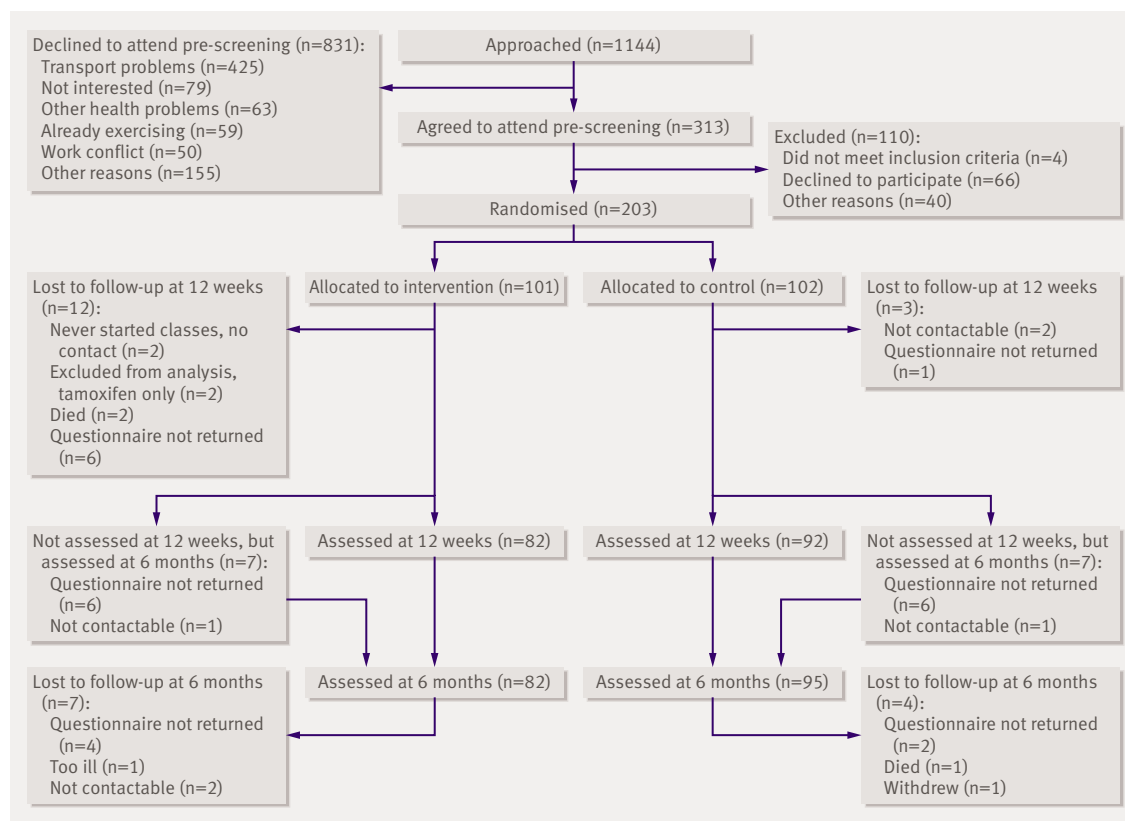 Declined to attend pre-screening (n=831):
Transport problems (n=425)
Not interested (n=79)
Other health problems (n=63)
Already exercising (n=59)
Work conflict (n=50)
Other reasons (n=155)
Approached (n=1144)
Agreed to attend pre-screening (n=313)
Excluded (n=110):
Did not meet inclusion criteria (n=4)
Declined to participate (n=66)
Other reasons (n=40)
Randomised (n=203)
Lost to follow-up at 12 weeks
(n=12):
Never started classes, no
contact (n=2)
Excluded from analysis,
tamoxifen only (n=2)
Died (n=2)
Questionnaire not returned
(n=6)
Allocated to intervention (n=101)
Allocated to control (n=102)
Lost to follow-up at 12 weeks
(n=3):
Not contactable (n=2)
Questionnaire not returned
(n=1)
Not assessed at 12 weeks, but
assessed at 6 months (n=7):
Questionnaire not returned
(n=6)
Not contactable (n=1)
Assessed at 12 weeks (n=82)
Assessed at 12 weeks (n=92)
Not assessed at 12 weeks, but
assessed at 6 months (n=7):
Questionnaire not returned
(n=6)
Not contactable (n=1)
Lost to follow-up at 6 months
(n=7):
Questionnaire not returned
(n=4)
Too ill (n=1)
Not contactable (n=2)
Assessed at 6 months (n=82)
Assessed at 6 months (n=95)
Lost to follow-up at 6 months
(n=4):
Questionnaire not returned
(n=2)
Died (n=1)
Withdrew (n=1)